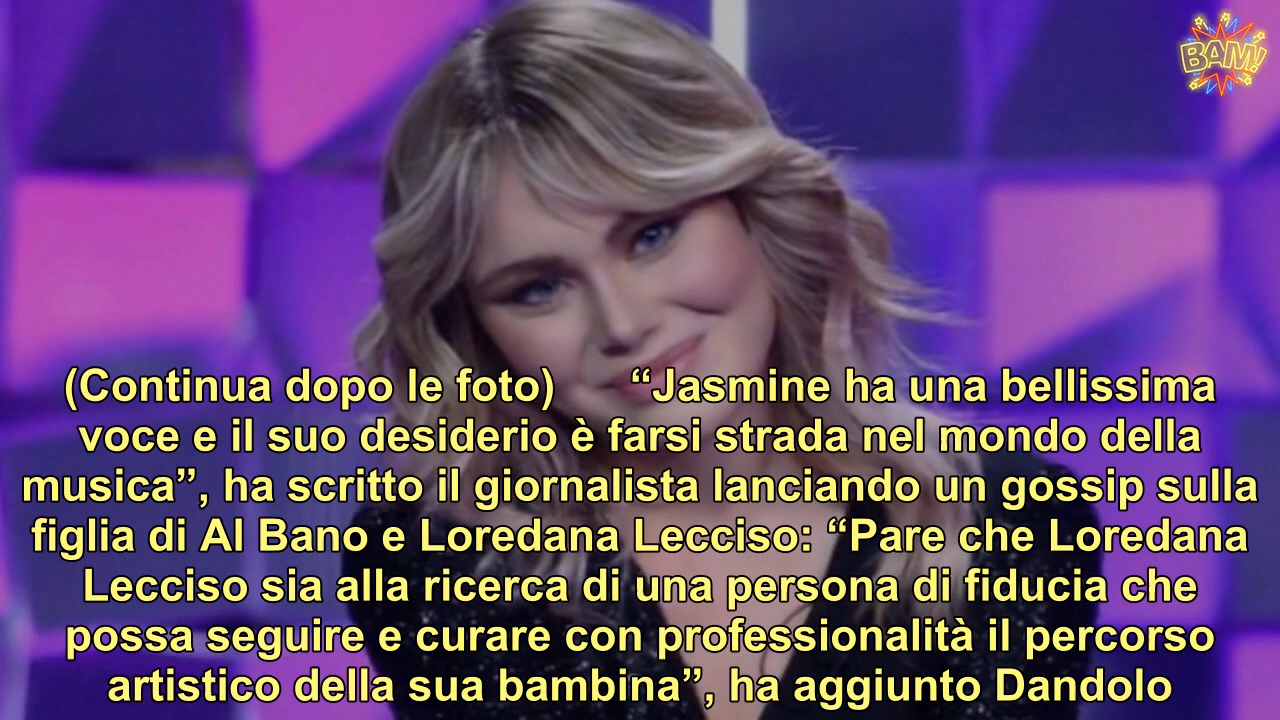 BAM!
(Continua dopo le foto) “Jasmine ha una bellissima
voce e il suo desiderio è farsi strada nel mondo della
musica”, ha scritto il giornalista lanciando un gossip sulla
figlia di Al Bano e Loredana Lecciso: “Pare che Loredana
Lecciso sia alla ricerca di una persona di fiducia che
possa seguire e curare con professionalità il percorso
artistico della sua bambina”, ha aggiunto Dandolo